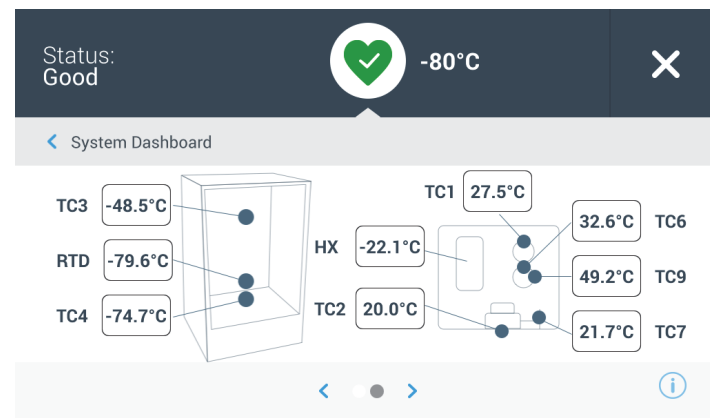 Status:
Good
-80°C
System Dashboard
TC3 -48.5°C
RTD -79.6°C
TC4 -74.7°C
TC1 27.5°C
HX -22.1°C
TC2 20.0°C
32.6°C TC6
49.2°C TC9
21.7°C TC7
i